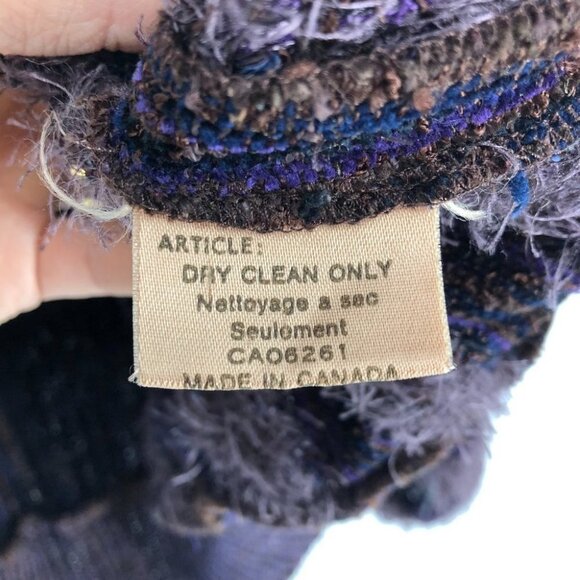 ARTICLE:
DRY CLEAN ONLY
Nettoyage a sec
Seulement
CA06261
MADE IN CANADA